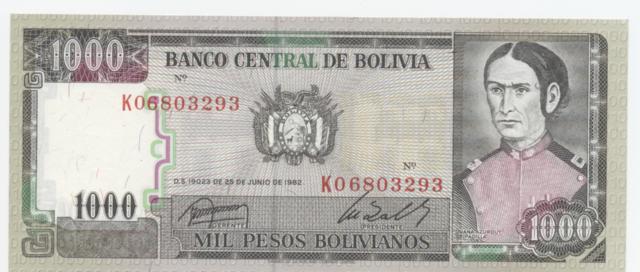 1000
BANCO CENTRAL DE BOLIVIA
Nº
K06803293
Nº
K06803293
D.S. 19023 DE 25 DE JUNIO DE 1982
1000
GERENTE
PRESIDENTE
MIL PESOS BOLIVIANOS
1000